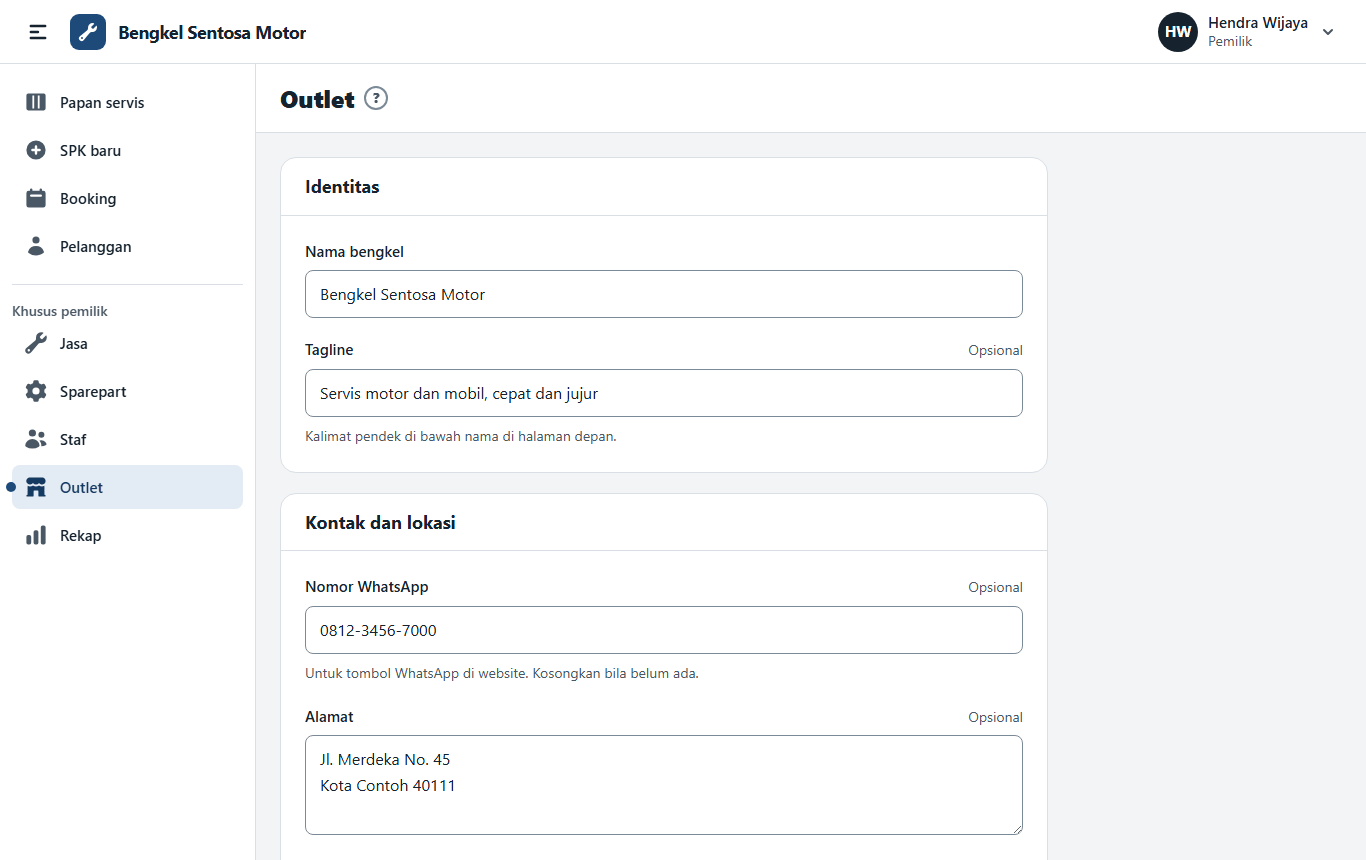 Bengkel Sentosa Motor
HW
Hendra Wijaya
Pemilik
Papan servis
SPK baru
Booking
Pelanggan
Khusus pemilik
Jasa
Sparepart
Staf
Outlet
Rekap
Outlet ?
Identitas
Nama bengkel
Bengkel Sentosa Motor
Tagline Opsional
Servis motor dan mobil, cepat dan jujur
Kalimat pendek di bawah nama di halaman depan.
Kontak dan lokasi
Nomor WhatsApp Opsional
0812-3456-7000
Untuk tombol WhatsApp di website. Kosongkan bila belum ada.
Alamat Opsional
Jl. Merdeka No. 45
Kota Contoh 40111